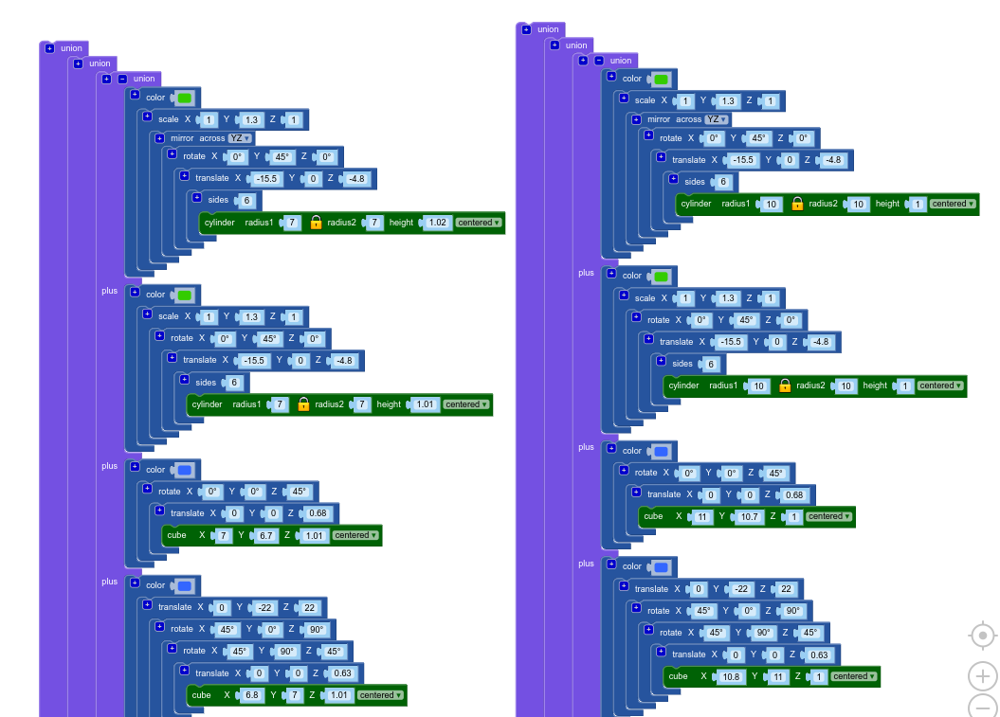 union
union
union
color
scale X 1 Y 1.3 Z 1
mirror across YZ ▾
rotate X 0° Y 45° Z 0°
translate X -15.5 Y 0 Z -4.8
sides 6
cylinder radius1 7 radius2 7 height 1.02 centered ▾
plus
color
scale X 1 Y 1.3 Z 1
rotate X 0° Y 45° Z 0°
translate X -15.5 Y 0 Z -4.8
sides 6
cylinder radius1 7 radius2 7 height 1.01 centered ▾
plus
color
rotate X 0° Y 0° Z 45°
translate X 0 Y 0 Z 0.68
cube X 7 Y 6.7 Z 1.01 centered ▾
plus
color
translate X 0 Y -22 Z 22
rotate X 45° Y 0° Z 90°
rotate X 45° Y 90° Z 45°
translate X 0 Y 0 Z 0.63
cube X 6.8 Y 7 Z 1.01 centered ▾
union
union
union
color
scale X 1 Y 1.3 Z 1
mirror across YZ ▾
rotate X 0° Y 45° Z 0°
translate X -15.5 Y 0 Z -4.8
sides 6
cylinder radius1 10 radius2 10 height 1 centered ▾
plus
color
scale X 1 Y 1.3 Z 1
rotate X 0° Y 45° Z 0°
translate X -15.5 Y 0 Z -4.8
sides 6
cylinder radius1 10 radius2 10 height 1 centered ▾
plus
color
rotate X 0° Y 0° Z 45°
translate X 0 Y 0 Z 0.68
cube X 11 Y 10.7 Z 1 centered ▾
plus
color
translate X 0 Y -22 Z 22
rotate X 45° Y 0° Z 90°
rotate X 45° Y 90° Z 45°
translate X 0 Y 0 Z 0.63
cube X 10.8 Y 11 Z 1 centered ▾